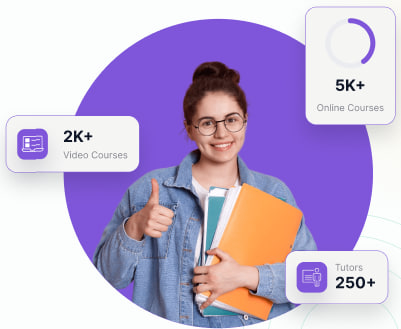 5K+
Online Courses
2K+
Video Courses
Tutors
250+